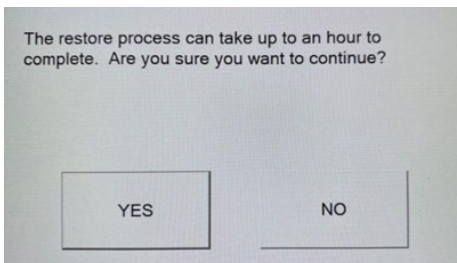 The restore process can take up to an hour to
complete. Are you sure you want to continue?
YES
NO